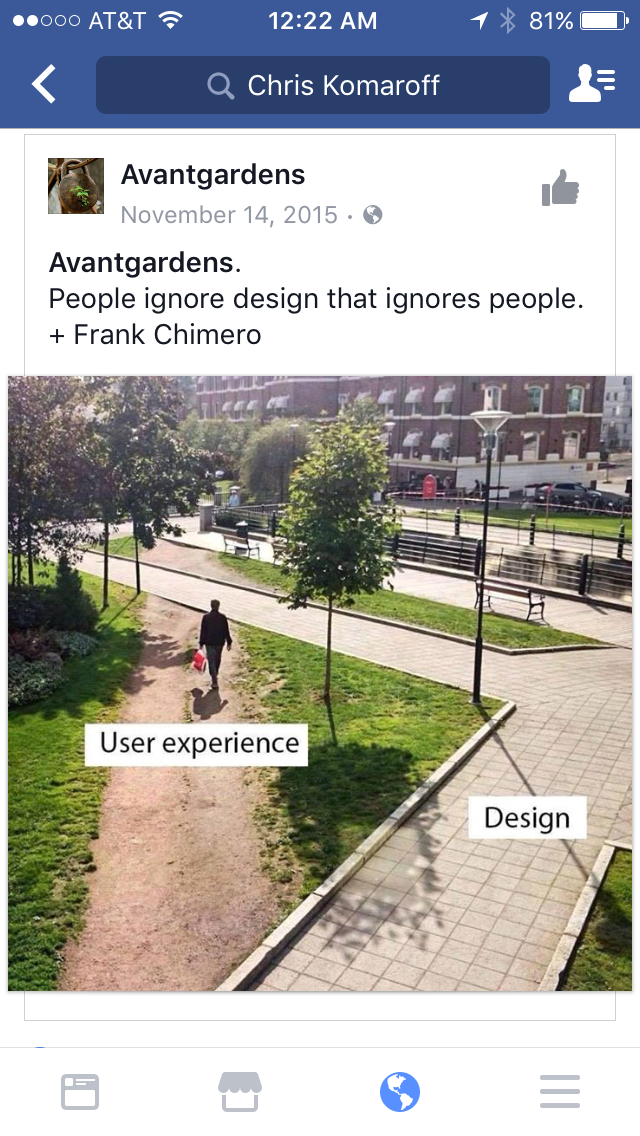 AT&T 12:22 AM 81%
Chris Komaroff
Avantgardens
November 14, 2015 ·
Avantgardens.
People ignore design that ignores people.
+ Frank Chimero
User experience
Design